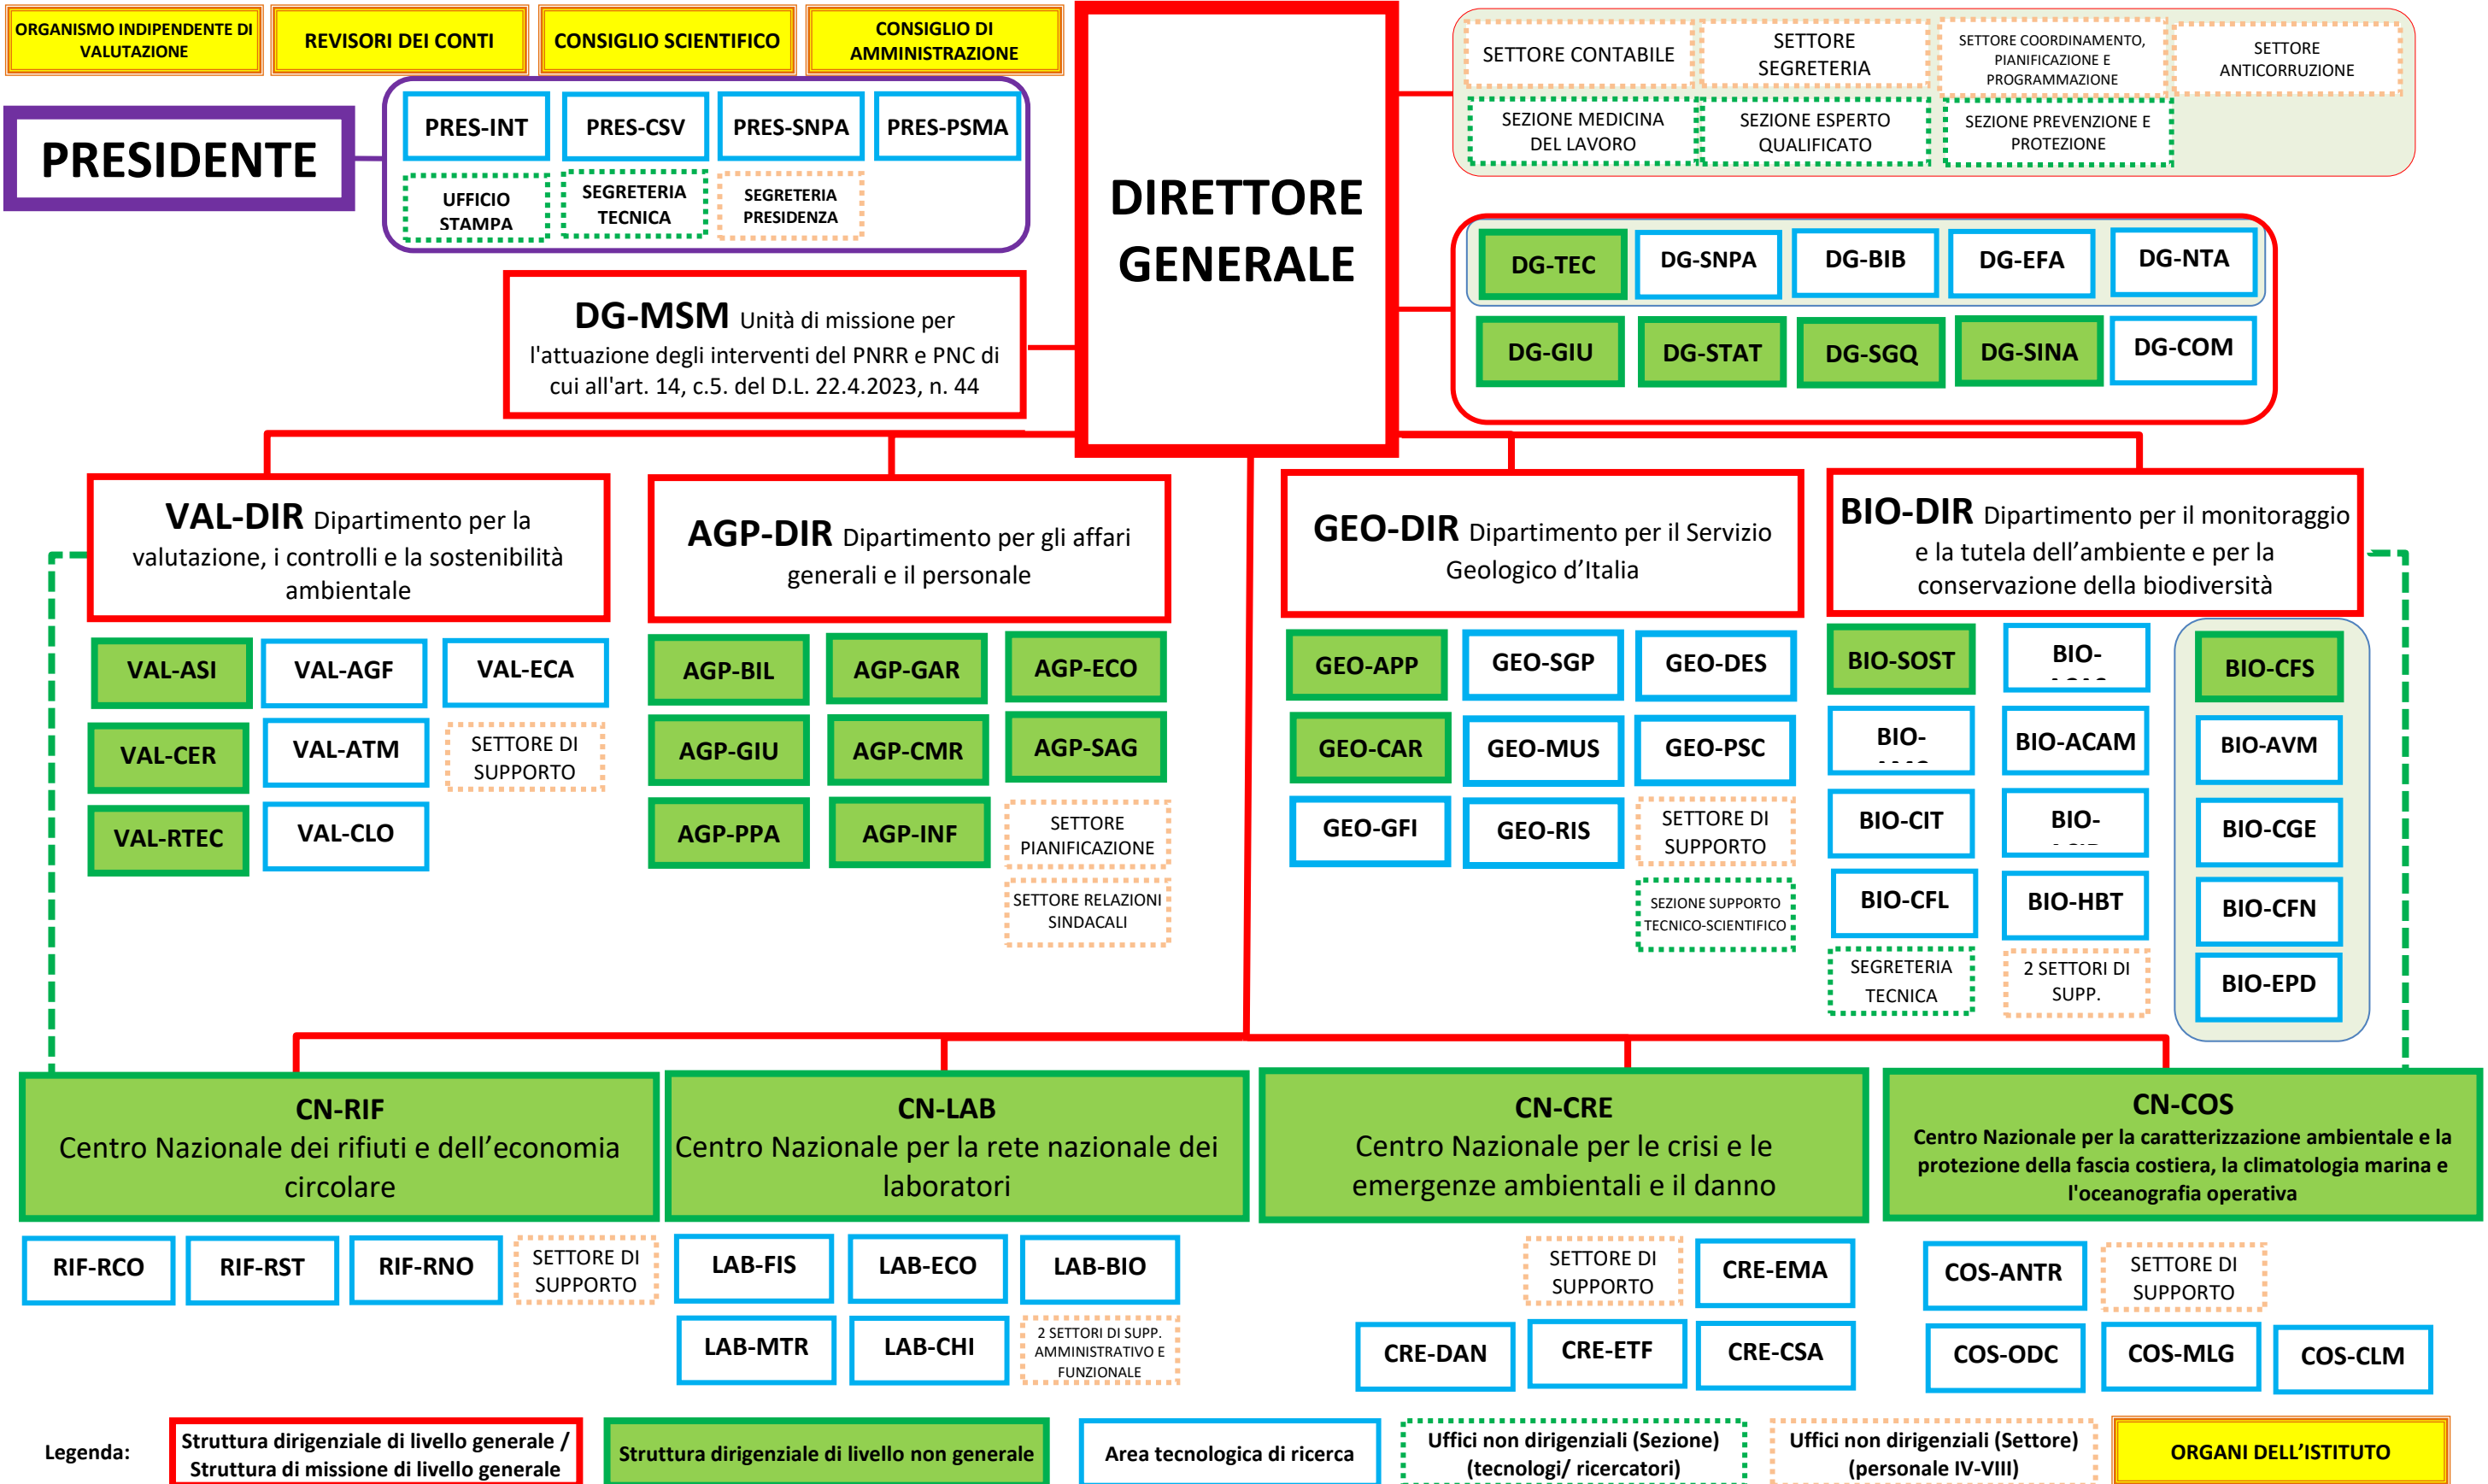 ORGANISMO INDIPENDENTE DI
VALUTAZIONE
REVISORI DEI CONTI
CONSIGLIO SCIENTIFICO
CONSIGLIO DI
AMMINISTRAZIONE
PRESIDENTE
PRES-INT
PRES-CSV
PRES-SNPA
PRES-PSMA
UFFICIO
STAMPA
SEGRETERIA
TECNICA
SEGRETERIA
PRESIDENZA
DIRETTORE
GENERALE
SETTORE CONTABILE
SETTORE
SEGRETERIA
SETTORE COORDINAMENTO,
PIANIFICAZIONE E
PROGRAMMAZIONE
SETTORE
ANTICORRUZIONE
SEZIONE MEDICINA
DEL LAVORO
SEZIONE ESPERTO
QUALIFICATO
SEZIONE PREVENZIONE E
PROTEZIONE
DG-TEC
DG-SNPA
DG-BIB
DG-EFA
DG-NTA
DG-GIU
DG-STAT
DG-SGQ
DG-SINA
DG-COM
DG-MSM Unità di missione per
l'attuazione degli interventi del PNRR e PNC di
cui all'art. 14, c.5. del D.L. 22.4.2023, n. 44
VAL-DIR Dipartimento per la
valutazione, i controlli e la sostenibilità
ambientale
AGP-DIR Dipartimento per gli affari
generali e il personale
GEO-DIR Dipartimento per il Servizio
Geologico d’Italia
BIO-DIR Dipartimento per il monitoraggio
e la tutela dell’ambiente e per la
conservazione della biodiversità
VAL-ASI
VAL-AGF
VAL-ECA
VAL-CER
VAL-ATM
SETTORE DI
SUPPORTO
VAL-RTEC
VAL-CLO
AGP-BIL
AGP-GAR
AGP-ECO
AGP-GIU
AGP-CMR
AGP-SAG
AGP-PPA
AGP-INF
SETTORE
PIANIFICAZIONE
SETTORE RELAZIONI
SINDACALI
GEO-APP
GEO-SGP
GEO-DES
GEO-CAR
GEO-MUS
GEO-PSC
GEO-GFI
GEO-RIS
SETTORE DI
SUPPORTO
SEZIONE SUPPORTO
TECNICO-SCIENTIFICO
BIO-SOST
BIO-
BIO-CFS
BIO-
BIO-ACAM
BIO-AVM
BIO-CIT
BIO-
BIO-CGE
BIO-CFL
BIO-HBT
BIO-CFN
SEGRETERIA
TECNICA
2 SETTORI DI
SUPP.
BIO-EPD
CN-RIF
Centro Nazionale dei rifiuti e dell’economia
circolare
CN-LAB
Centro Nazionale per la rete nazionale dei
laboratori
CN-CRE
Centro Nazionale per le crisi e le
emergenze ambientali e il danno
CN-COS
Centro Nazionale per la caratterizzazione ambientale e la
protezione della fascia costiera, la climatologia marina e
l'oceanografia operativa
RIF-RCO
RIF-RST
RIF-RNO
SETTORE DI
SUPPORTO
LAB-FIS
LAB-ECO
LAB-BIO
LAB-MTR
LAB-CHI
2 SETTORI DI SUPP.
AMMINISTRATIVO E
FUNZIONALE
SETTORE DI
SUPPORTO
CRE-EMA
CRE-DAN
CRE-ETF
CRE-CSA
COS-ANTR
SETTORE DI
SUPPORTO
COS-ODC
COS-MLG
COS-CLM
Legenda:
Struttura dirigenziale di livello generale /
Struttura di missione di livello generale
Struttura dirigenziale di livello non generale
Area tecnologica di ricerca
Uffici non dirigenziali (Sezione)
(tecnologi/ ricercatori)
Uffici non dirigenziali (Settore)
(personale IV-VIII)
ORGANI DELL’ISTITUTO